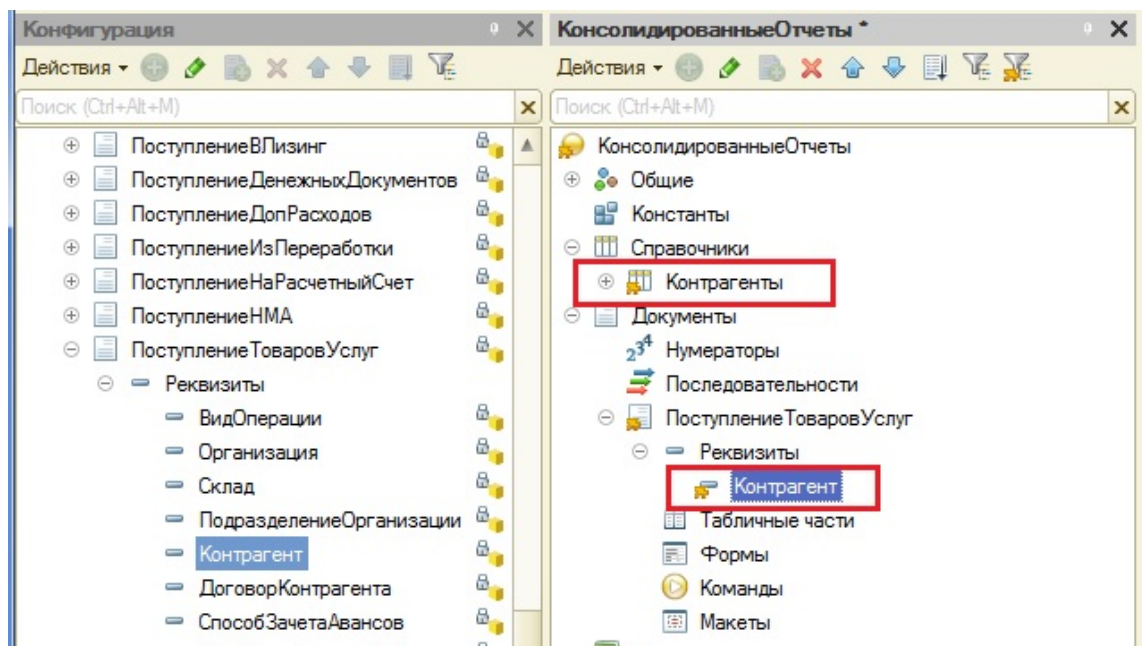 Конфигурация
Действия
Поиск (Ctrl+Alt+M)
ПоступлениеВЛизинг
ПоступлениеДенежныхДокументов
ПоступлениеДопРасходов
ПоступлениеИзПереработки
ПоступлениеНаРасчетныйСчет
ПоступлениеНМА
ПоступлениеТоваровУслуг
Реквизиты
ВидОперации
Организация
Склад
ПодразделениеОрганизации
Контрагент
ДоговорКонтрагента
СпособЗачетаАвансов
КонсолидированныеОтчеты *
Действия
Поиск (Ctrl+Alt+M)
КонсолидированныеОтчеты
Общие
Константы
Справочники
Контрагенты
Документы
Нумераторы
Последовательности
ПоступлениеТоваровУслуг
Реквизиты
Контрагент
Табличные части
Формы
Команды
Макеты